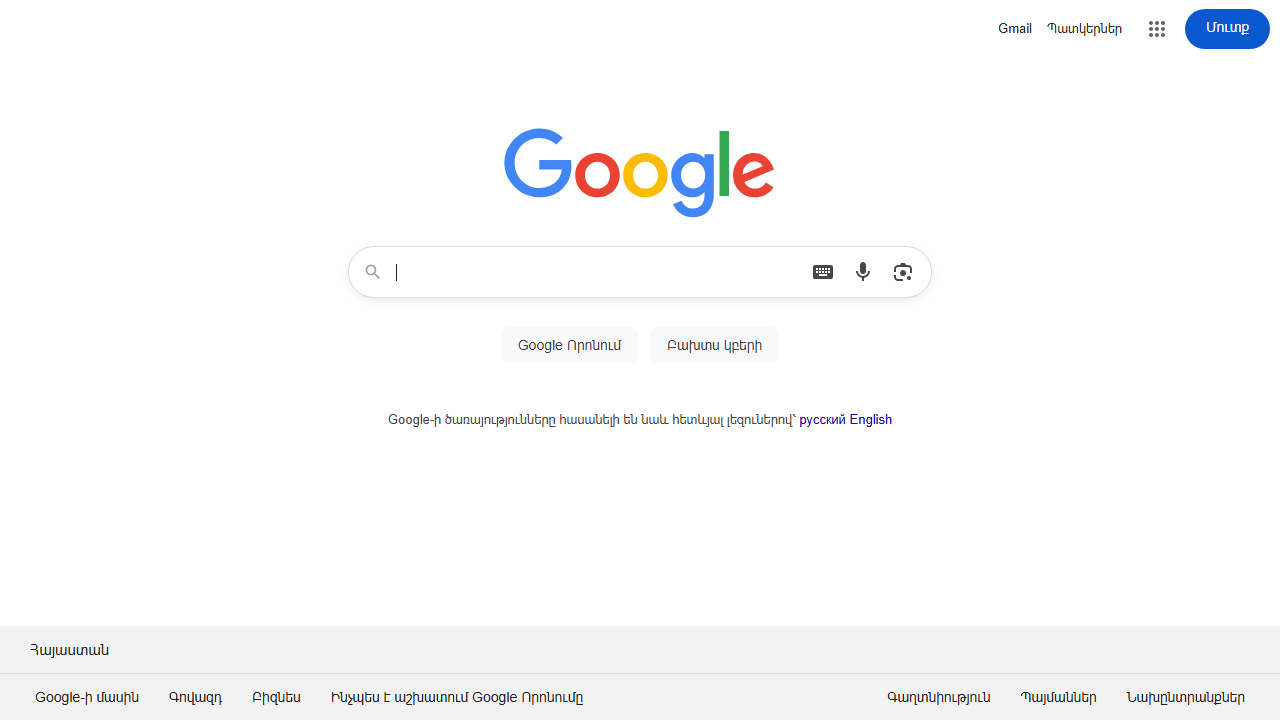 Gmail Պատկերներ Մուտք
Google
Google Որոնում Բախտս կբերի
Google-ի ծառայությունները հասանելի են նաև հետևյալ լեզուներով՝ русский English
Հայաստան
Google-ի մասին Գովազդ Բիզնես Ինչպես է աշխատում Google Որոնումը Գաղտնիություն Պայմաններ Նախընտրանքներ